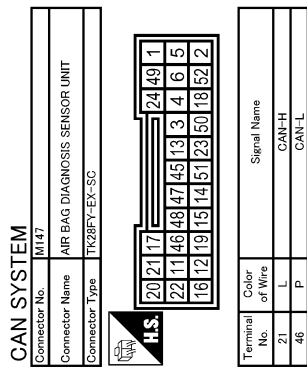 CAN SYSTEM
Connector No. M147
Connector Name AIR BAG DIAGNOSIS SENSOR UNIT
Connector Type TK28FY-EX-SC
H.S.
20 21 17 24 49 1
22 11 46 48 47 45 13 3 4 6 5
16 12 19 15 14 51 23 50 18 52 2
Terminal No. Color of Wire Signal Name
21 L CAN-H
46 P CAN-L